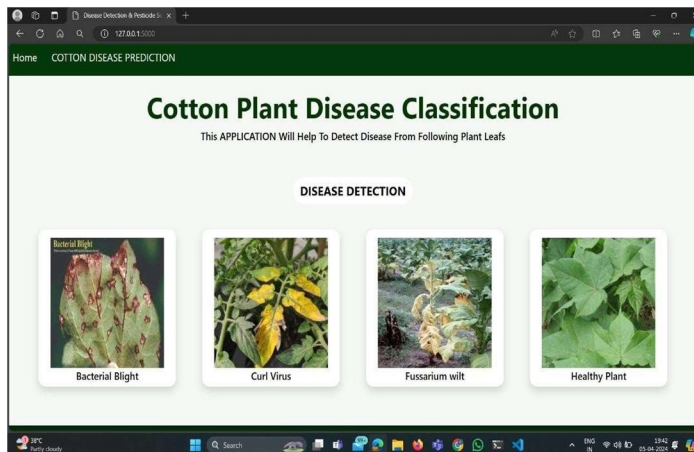 Disease Detection & Pesticide S
127.0.0.1:5000
Home COTTON DISEASE PREDICTION
Cotton Plant Disease Classification
This APPLICATION Will Help To Detect Disease From Following Plant Leafs
DISEASE DETECTION
Bacterial Blight
Bacterial Blight
Curl Virus
Fussarium wilt
Healthy Plant
38°C
Partly cloudy
Search
99+
ENG
IN
19:42
05-04-2024